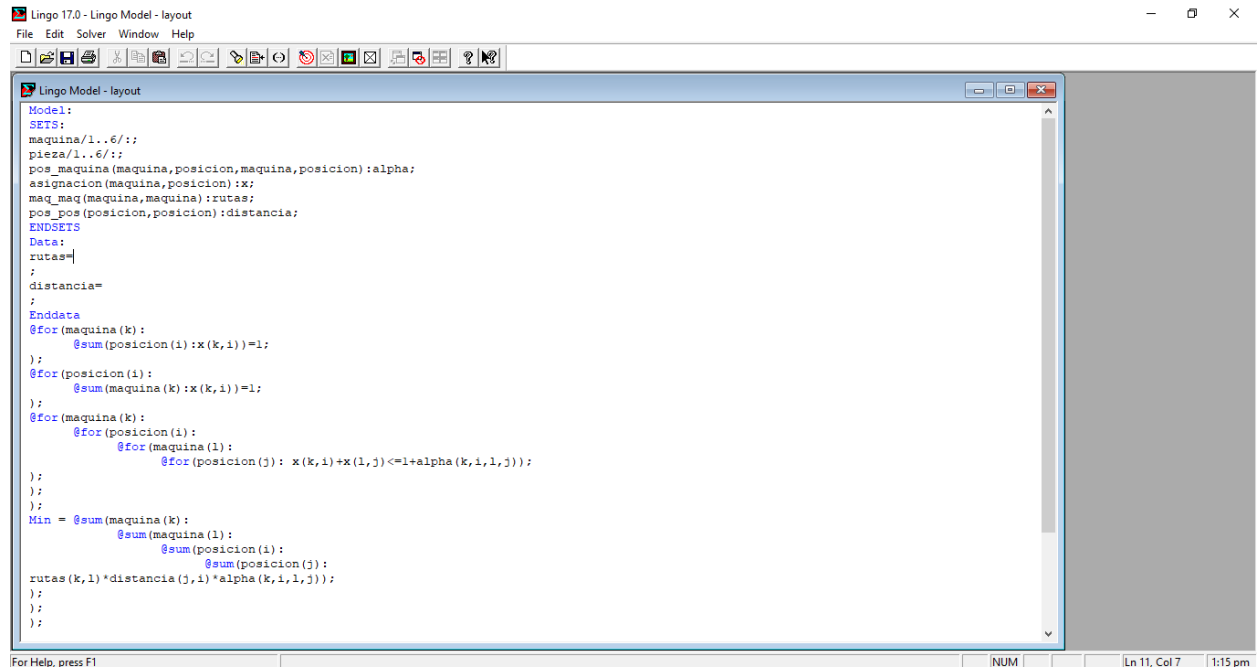 Lingo 17.0 - Lingo Model - layout
File Edit Solver Window Help
Lingo Model - layout
Model:
SETS:
maquina/1..6/:;
pieza/1..6/:;
pos_maquina(maquina,posicion,maquina,posicion):alpha;
asignacion(maquina,posicion):x;
maq_maq(maquina,maquina):rutas;
pos_pos(posicion,posicion):distancia;
ENDSETS
Data:
rutas=
;
distancia=
;
Enddata
@for(maquina(k):
@sum(posicion(i):x(k,i))=1;
);
@for(posicion(i):
@sum(maquina(k):x(k,i))=1;
);
@for(maquina(k):
@for(posicion(i):
@for(maquina(l):
@for(posicion(j): x(k,i)+x(l,j)<=1+alpha(k,i,l,j));
);
);
);
Min = @sum(maquina(k):
@sum(maquina(l):
@sum(posicion(i):
@sum(posicion(j):
rutas(k,l)*distancia(j,i)*alpha(k,i,l,j));
);
);
);
For Help, press F1
NUM
Ln 11, Col 7
1:15 pm